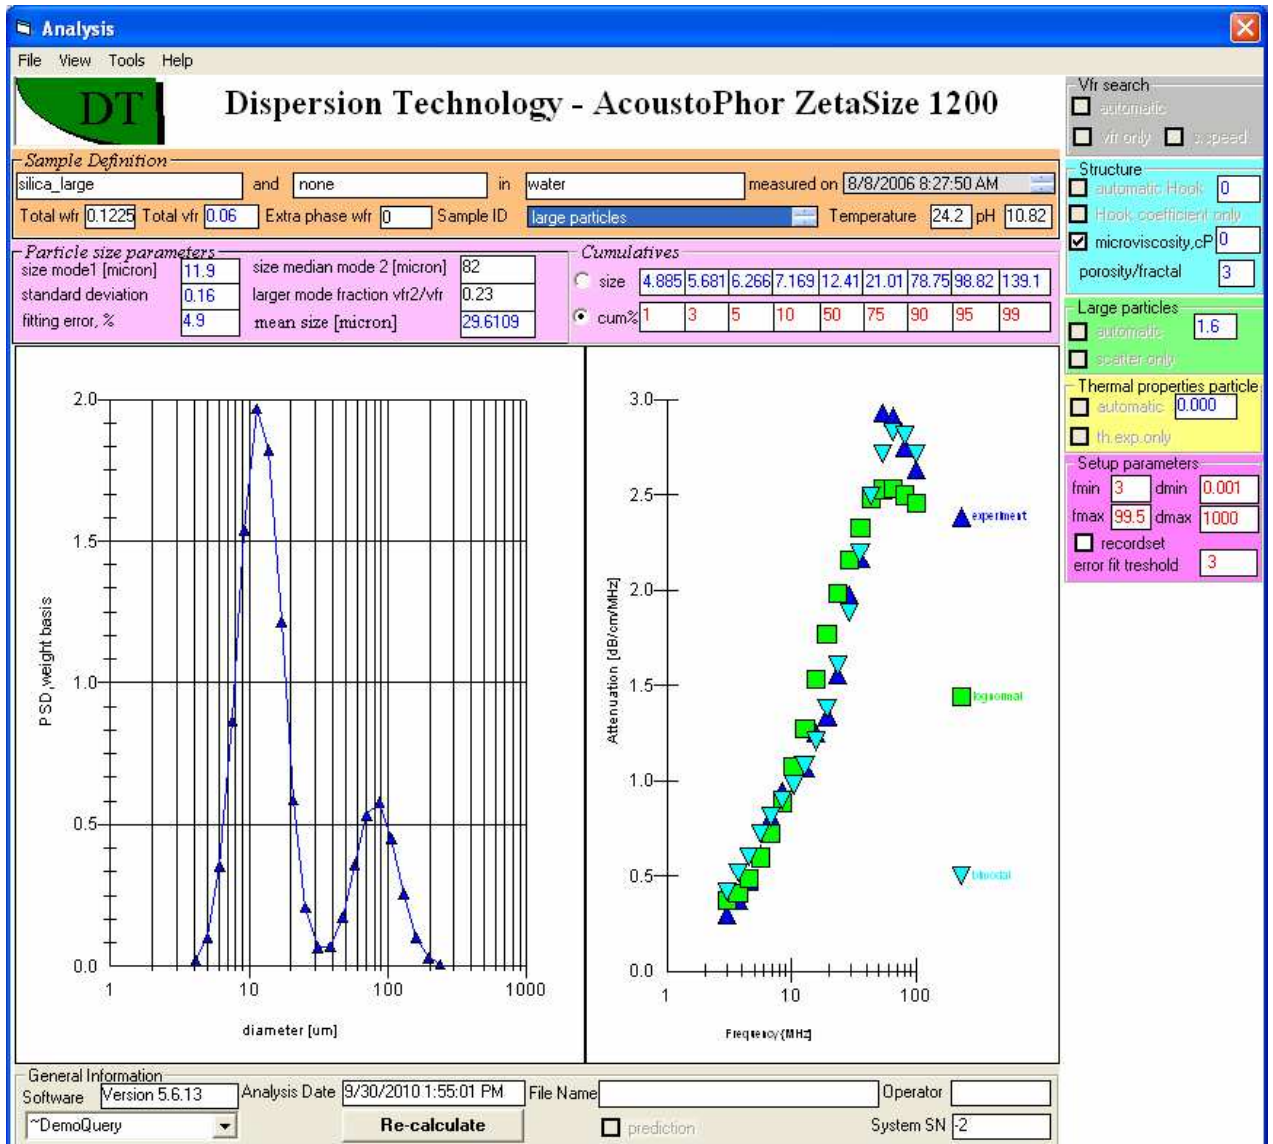 Analysis
File View Tools Help
DT
Dispersion Technology - AcoustoPhor ZetaSize 1200
Sample Definition
silica_large and none in water measured on 8/8/2006 8:27:50 AM
Total wfr 0.1225 Total vfr 0.06 Extra phase wfr 0 Sample ID large particles Temperature 24.2 pH 10.82
Particle size parameters
size mode1 [micron] 11.9 size median mode 2 [micron] 82
standard deviation 0.16 larger mode fraction vfr2/vfr 0.23
fitting error, % 4.9 mean size [micron] 29.6109
Cumulatives
size 4.885 5.681 6.266 7.169 12.41 21.01 78.75 98.82 139.1
cum% 1 3 5 10 50 75 90 95 99
Vfr search
automatic
vfr only s.speed
Structure
automatic Hook 0
Hook coefficient only
microviscosity,cP 0
porosity/fractal 3
Large particles
automatic 1.6
scatter only
Thermal properties particle
automatic 0.000
th.exp.only
Setup parameters
fmin 3 dmin 0.001
fmax 99.5 dmax 1000
recordset
error fit treshold 3
PSD,weight basis
2.0
1.5
1.0
0.5
0.0
1 10 100 1000
diameter [um]
Attenuation [dB/cm/MHz]
3.0
2.5
2.0
1.5
1.0
0.5
0.0
1 10 100
Frequency[MHz]
experiment
lognormal
bimodal
General Information
Software Version 5.6.13 Analysis Date 9/30/2010 1:55:01 PM File Name Operator
~DemoQuery Re-calculate prediction System SN -2